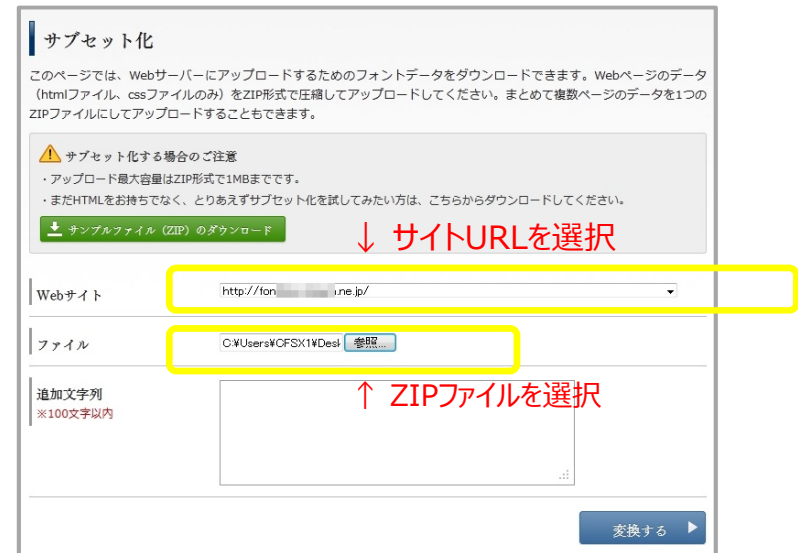 サブセット化
このページでは、Webサーバーにアップロードするためのフォントデータをダウンロードできます。Webページのデータ
（htmlファイル、cssファイルのみ）をZIP形式で圧縮してアップロードしてください。まとめて複数ページのデータを1つの
ZIPファイルにしてアップロードすることもできます。
サブセット化する場合のご注意
・アップロード最大容量はZIP形式で1MBまでです。
・まだHTMLをお持ちでなく、とりあえずサブセット化を試してみたい方は、こちらからダウンロードしてください。
サンプルファイル（ZIP）のダウンロード
↓ サイトURLを選択
Webサイト
http://fon .ne.jp/
ファイル
C:¥Users¥CFSX1¥Desk 参照...
↑ ZIPファイルを選択
追加文字列
※100文字以内
変換する